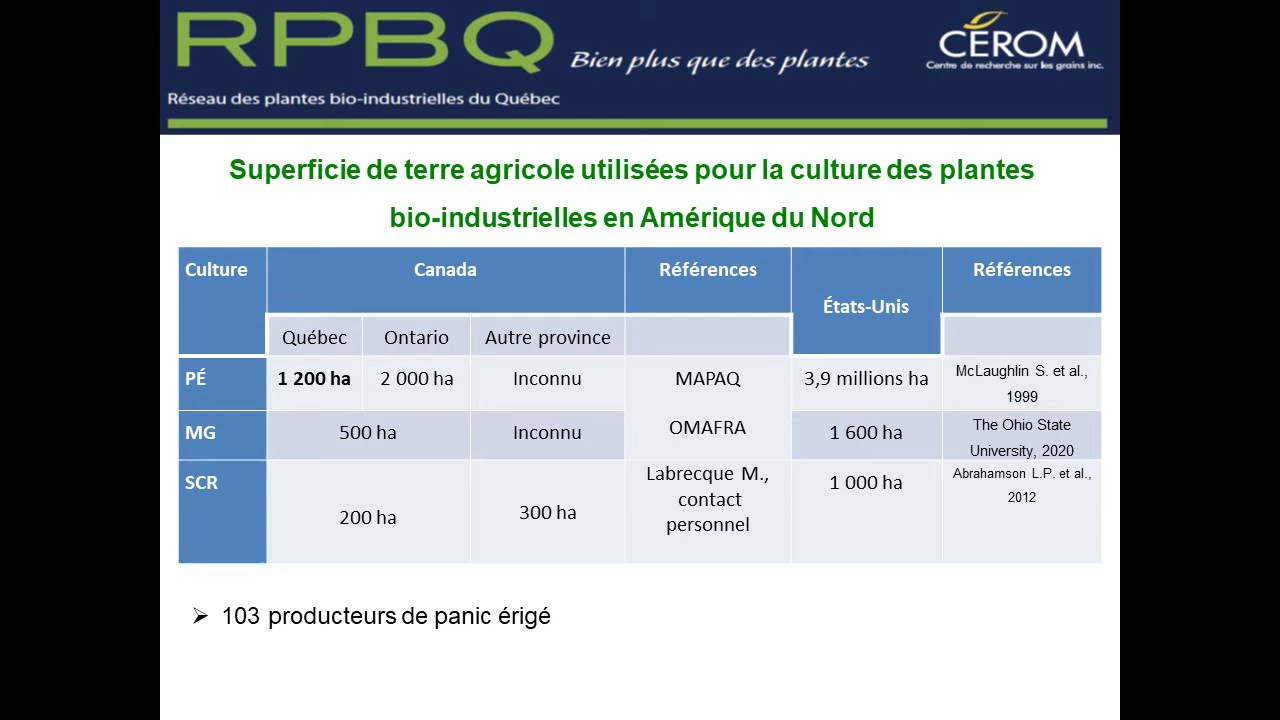 RPBQ
Bien plus que des plantes
CÉROM
Centre de recherche sur les grains inc.
Réseau des plantes bio-industrielles du Québec
Superficie de terre agricole utilisées pour la culture des plantes
bio-industrielles en Amérique du Nord
Culture Canada Références États-Unis Références
Québec Ontario Autre province
PÉ 1 200 ha 2 000 ha Inconnu MAPAQ 3,9 millions ha McLaughlin S. et al.,
1999
MG 500 ha Inconnu OMAFRA 1 600 ha The Ohio State
University, 2020
SCR 200 ha 300 ha Labrecque M., 1 000 ha Abrahamson L.P. et al.,
contact 2012
personnel
➢ 103 producteurs de panic érigé